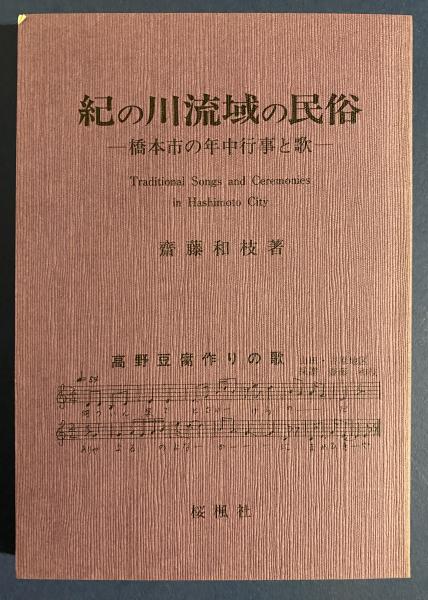 紀の川流域の民俗
―橋本市の年中行事と歌―
Traditional Songs and Ceremonies
in Hashimoto City
齋藤和枝著
高野豆腐作りの歌
桜楓社